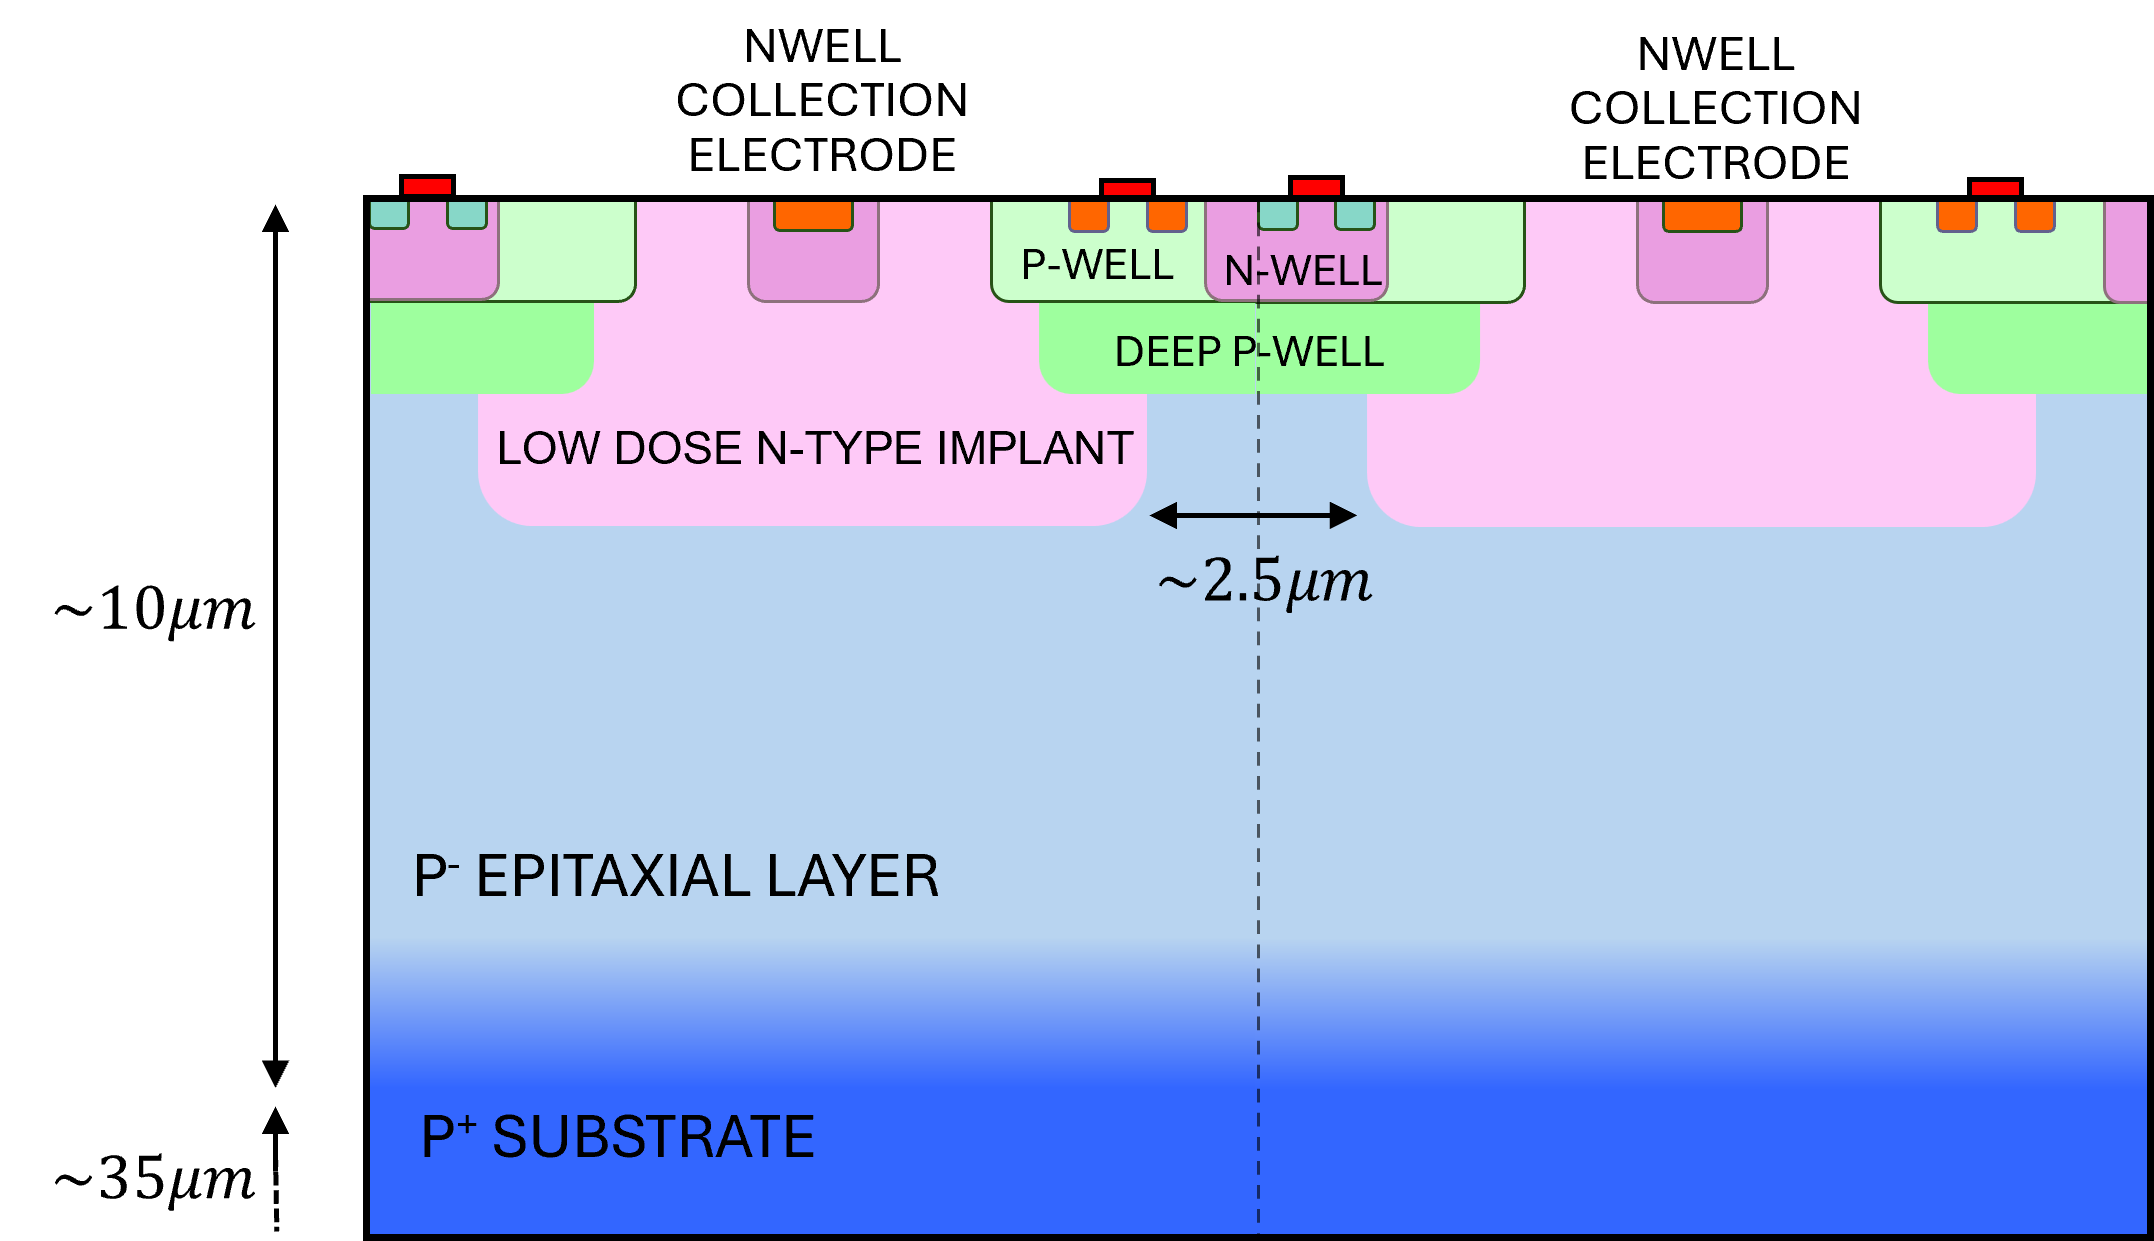 NWELL
COLLECTION
ELECTRODE
NWELL
COLLECTION
ELECTRODE
P-WELL
N-WELL
DEEP P-WELL
LOW DOSE N-TYPE IMPLANT
~2.5μm
~10μm
P⁻ EPITAXIAL LAYER
P⁺ SUBSTRATE
~35μm